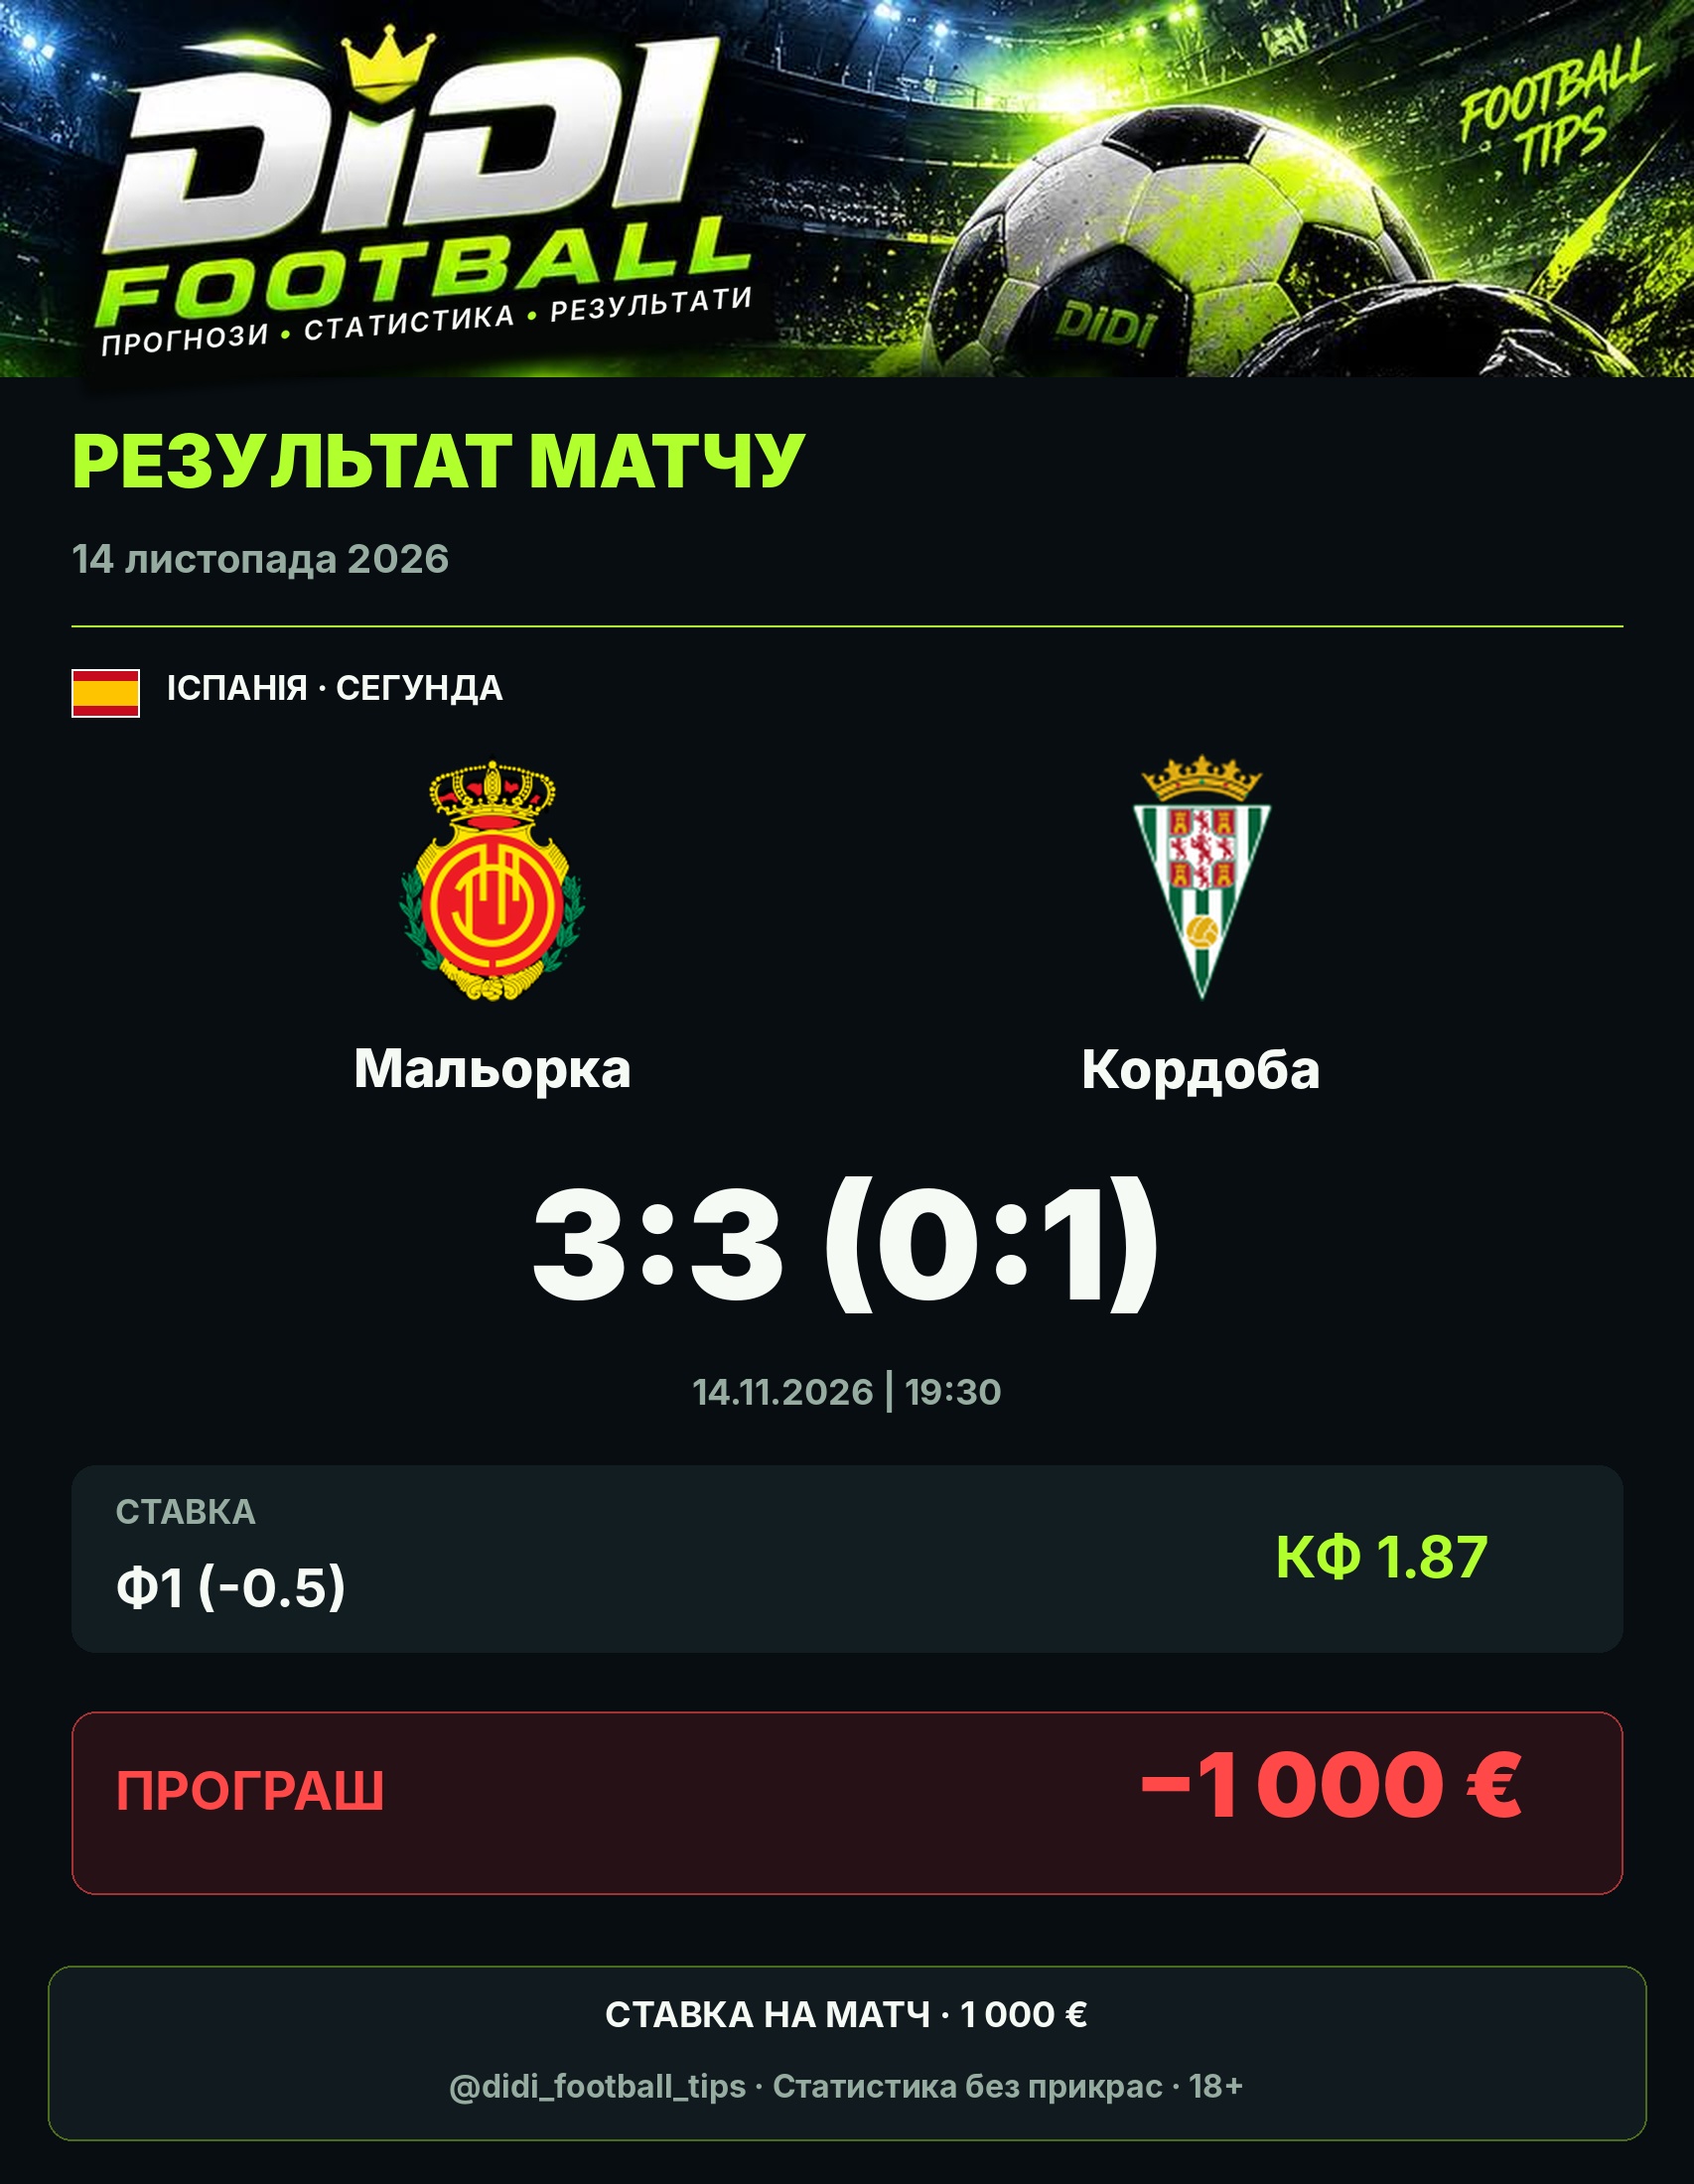 DiDI
FOOTBALL
ПРОГНОЗИ • СТАТИСТИКА • РЕЗУЛЬТАТИ
FOOTBALL
TIPS
DiDi
РЕЗУЛЬТАТ МАТЧУ
14 листопада 2026
ІСПАНІЯ · СЕГУНДА
Мальорка
Кордоба
3:3 (0:1)
14.11.2026 | 19:30
СТАВКА
Ф1 (-0.5)
КФ 1.87
ПРОГРАШ
−1 000 €
СТАВКА НА МАТЧ · 1 000 €
@didi_football_tips · Статистика без прикрас · 18+